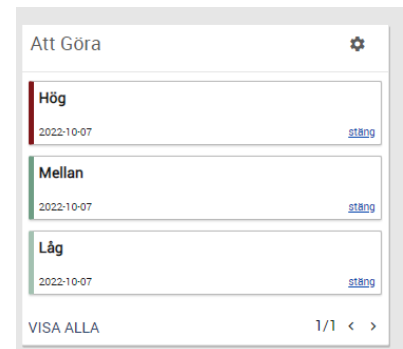 Att Göra
Hög
2022-10-07 stäng
Mellan
2022-10-07 stäng
Låg
2022-10-07 stäng
VISA ALLA 1/1 < >